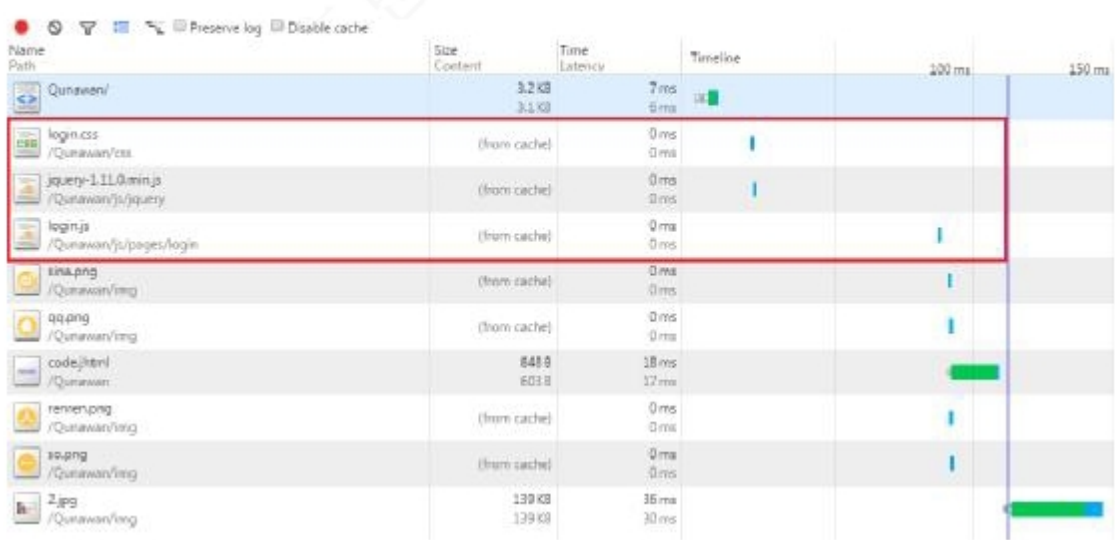 Preserve log Disable cache
Name Size Time Timeline
Path Content Latency 100 ms 150 ms
Qunawan/ 3.2 KB 7 ms
3.1 KB 6 ms
login.css (from cache) 0 ms
/Qunawan/css 0 ms
jquery-1.11.0.min.js (from cache) 0 ms
/Qunawan/js/jquery 0 ms
login.js (from cache) 0 ms
/Qunawan/js/pages/login 0 ms
sina.png (from cache) 0 ms
/Qunawan/img 0 ms
qq.png (from cache) 0 ms
/Qunawan/img 0 ms
code.jhtml 848 B 18 ms
/Qunawan 603 B 17 ms
renren.png (from cache) 0 ms
/Qunawan/img 0 ms
so.png (from cache) 0 ms
/Qunawan/img 0 ms
2.jpg 139 KB 36 ms
/Qunawan/img 139 KB 30 ms